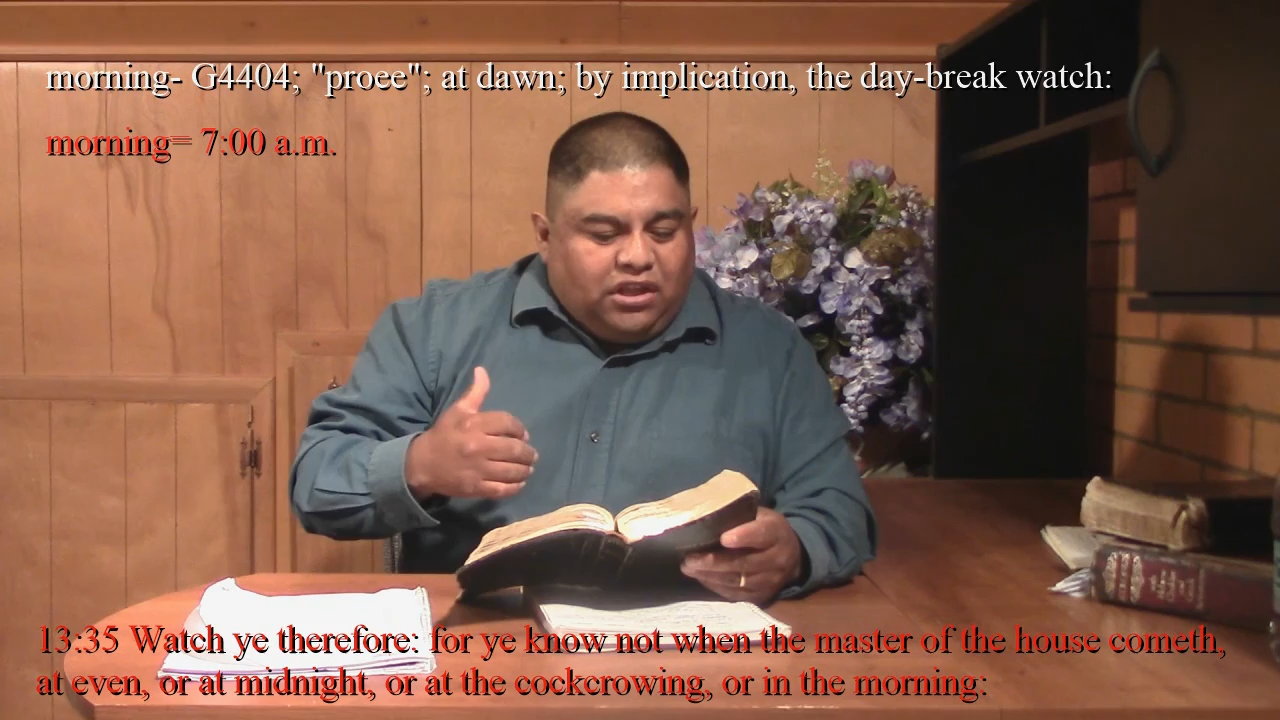 morning- G4404; "proee"; at dawn; by implication, the day-break watch:
morning= 7:00 a.m.
13:35 Watch ye therefore: for ye know not when the master of the house cometh,
at even, or at midnight, or at the cockcrowing, or in the morning: